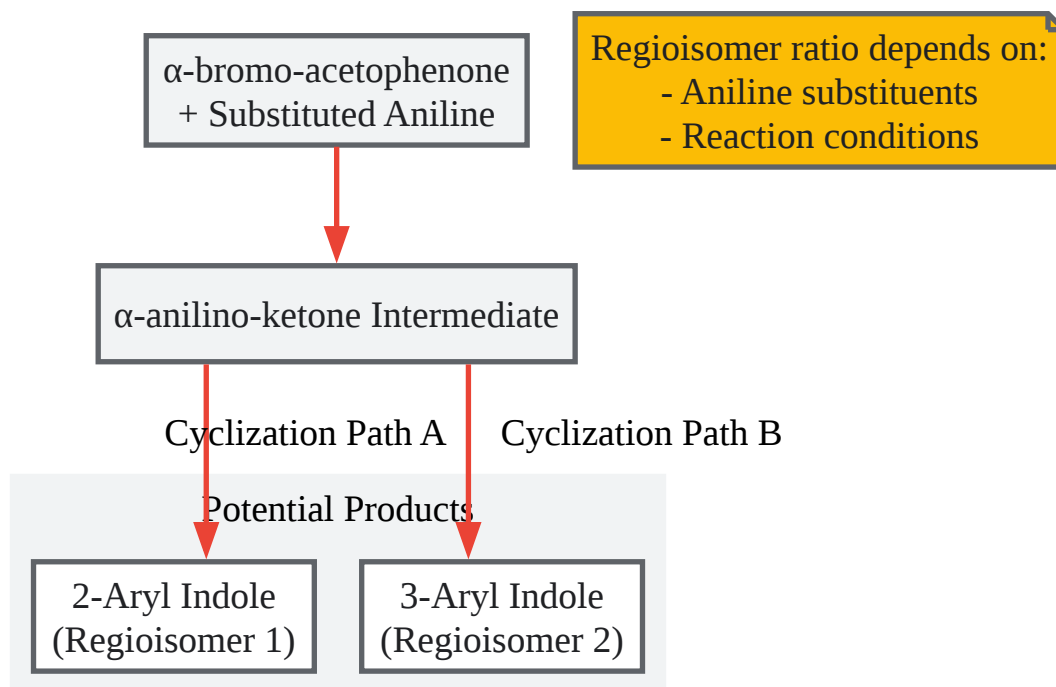 α-bromo-acetophenone
+ Substituted Aniline
Regioisomer ratio depends on:
- Aniline substituents
- Reaction conditions
α-anilino-ketone Intermediate
Cyclization Path A
Cyclization Path B
Potential Products
2-Aryl Indole
(Regioisomer 1)
3-Aryl Indole
(Regioisomer 2)